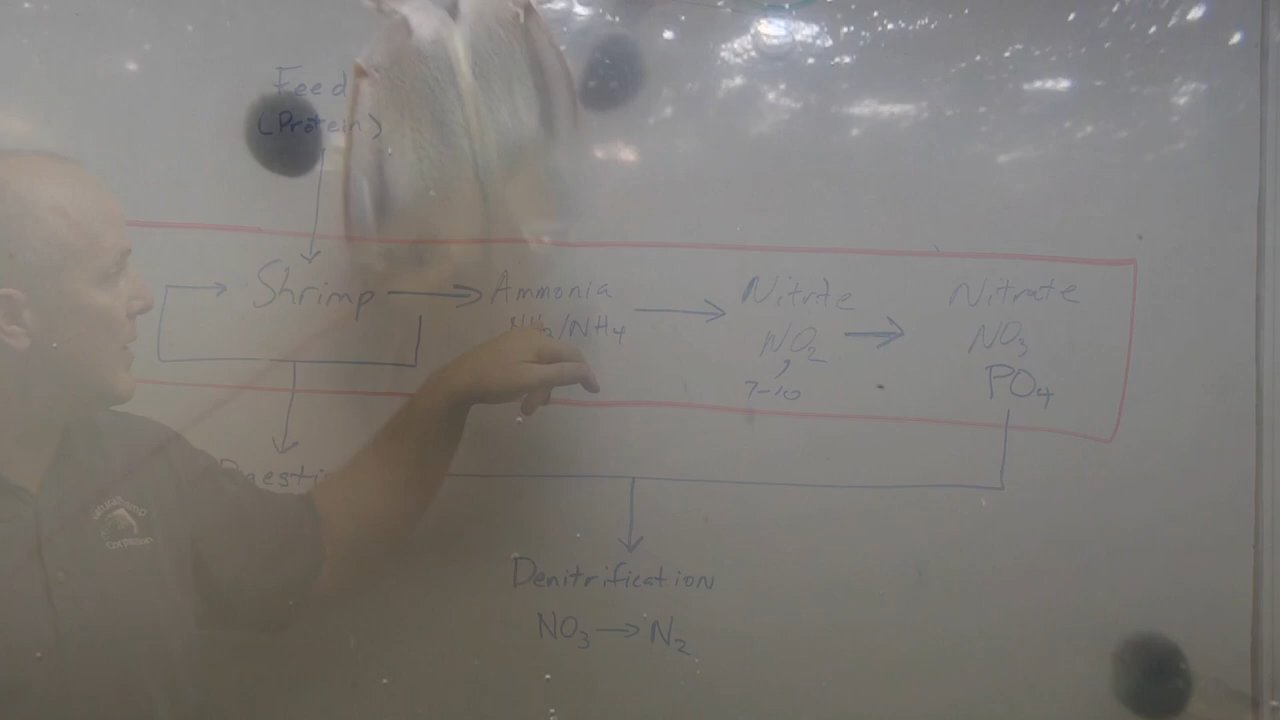 Feed
(Protein)
Shrimp
Ammonia
NH3/NH4
Nitrite
NO2
7-10
Nitrate
NO3
PO4
Denitrification
NO3 → N2